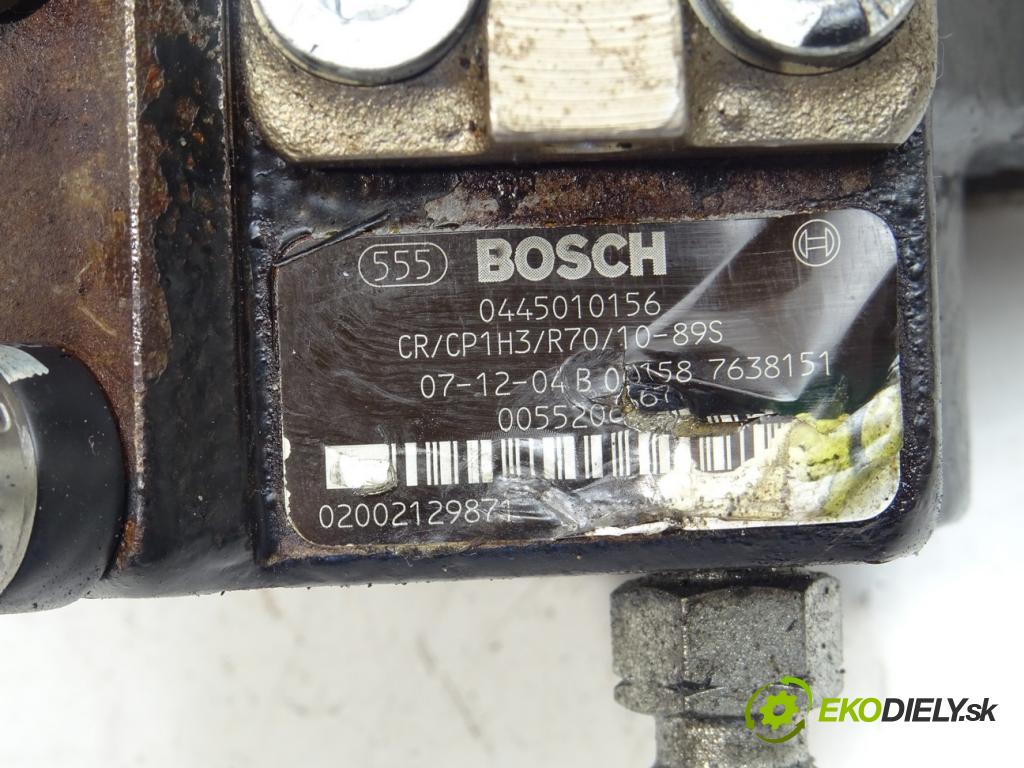 555 BOSCH
0445010156
CR/CP1H3/R70/10-89S
07-12-04 B 7638151
02002129871
EKODIELY.sk